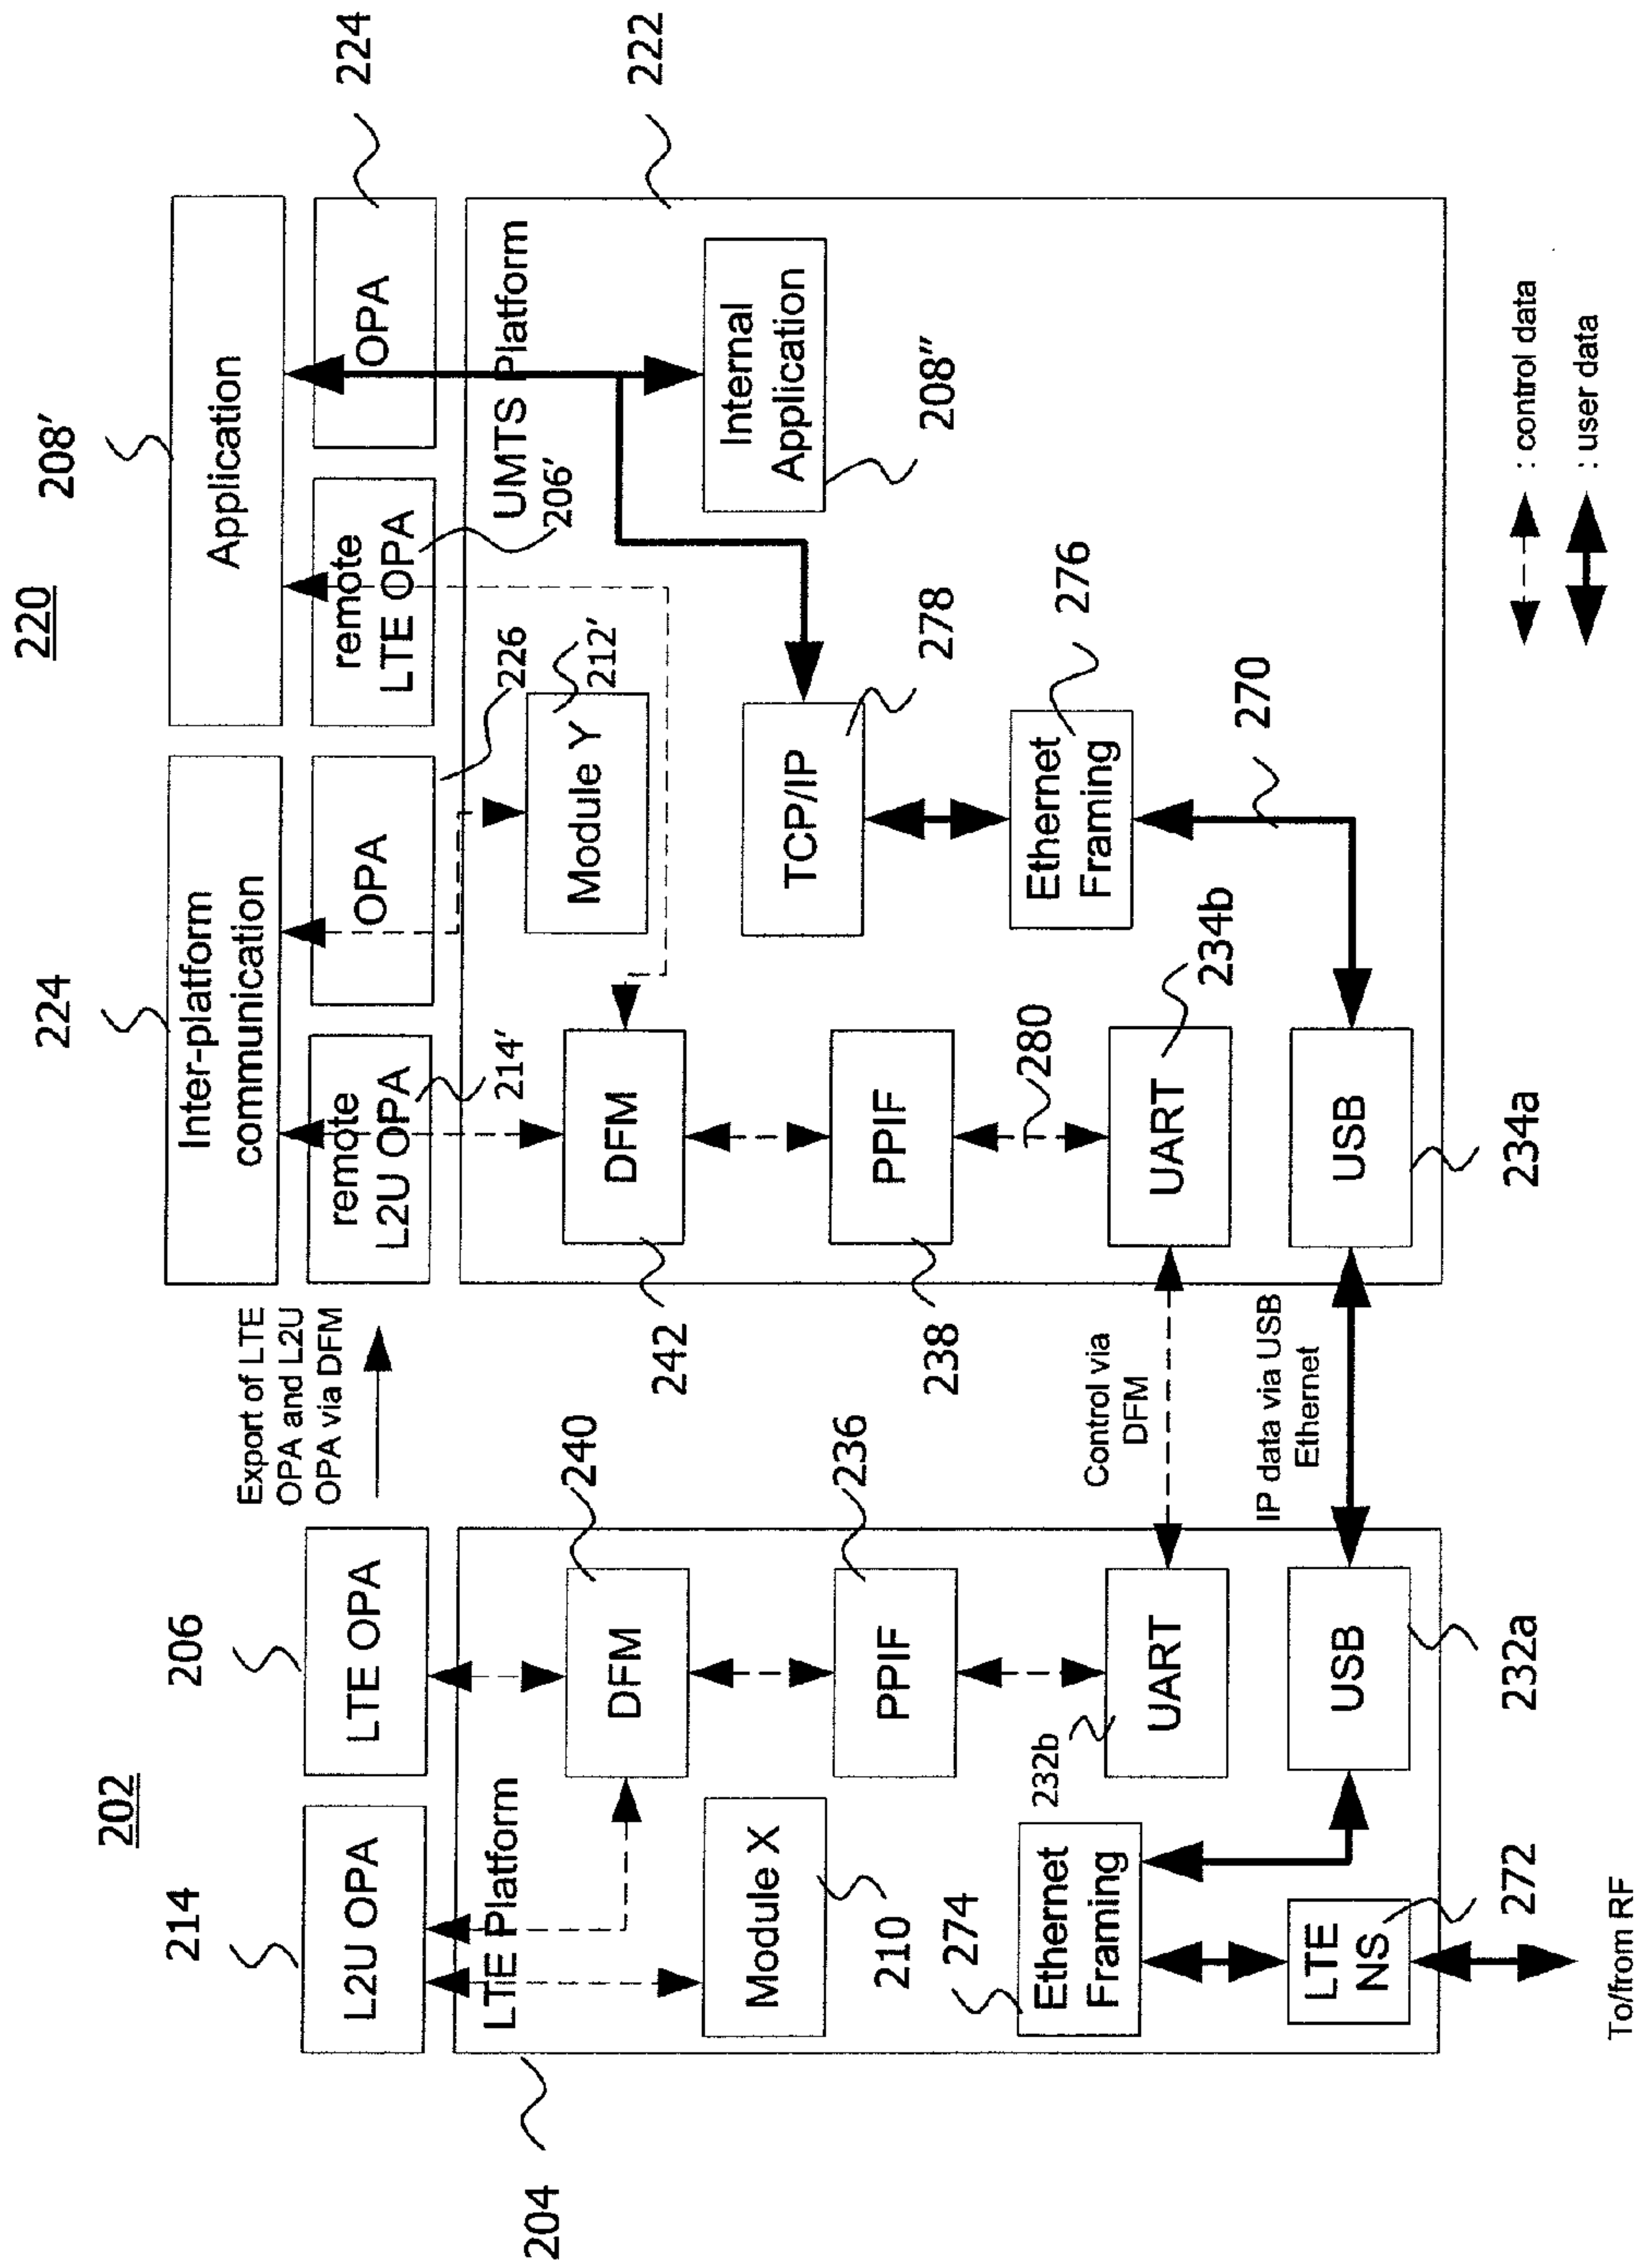 220
208′
224
222
Application
224
Inter-platform
communication
OPA
remote
LTE OPA
206′
OPA
226
remote
L2U OPA
214′
UMTS Platform
Internal
Application
208″
Module Y
212′
DFM
242
TCP/IP
278
PPIF
238
280
Ethernet
Framing
276
270
UART
234b
USB
234a
Export of LTE
OPA and L2U
OPA via DFM
Control via
DFM
IP data via USB
Ethernet
202
206
LTE OPA
214
L2U OPA
204
LTE Platform
DFM
240
Module X
210
PPIF
236
UART
232b
Ethernet
Framing
274
USB
232a
LTE
NS
272
To/from RF
: control data
: user data